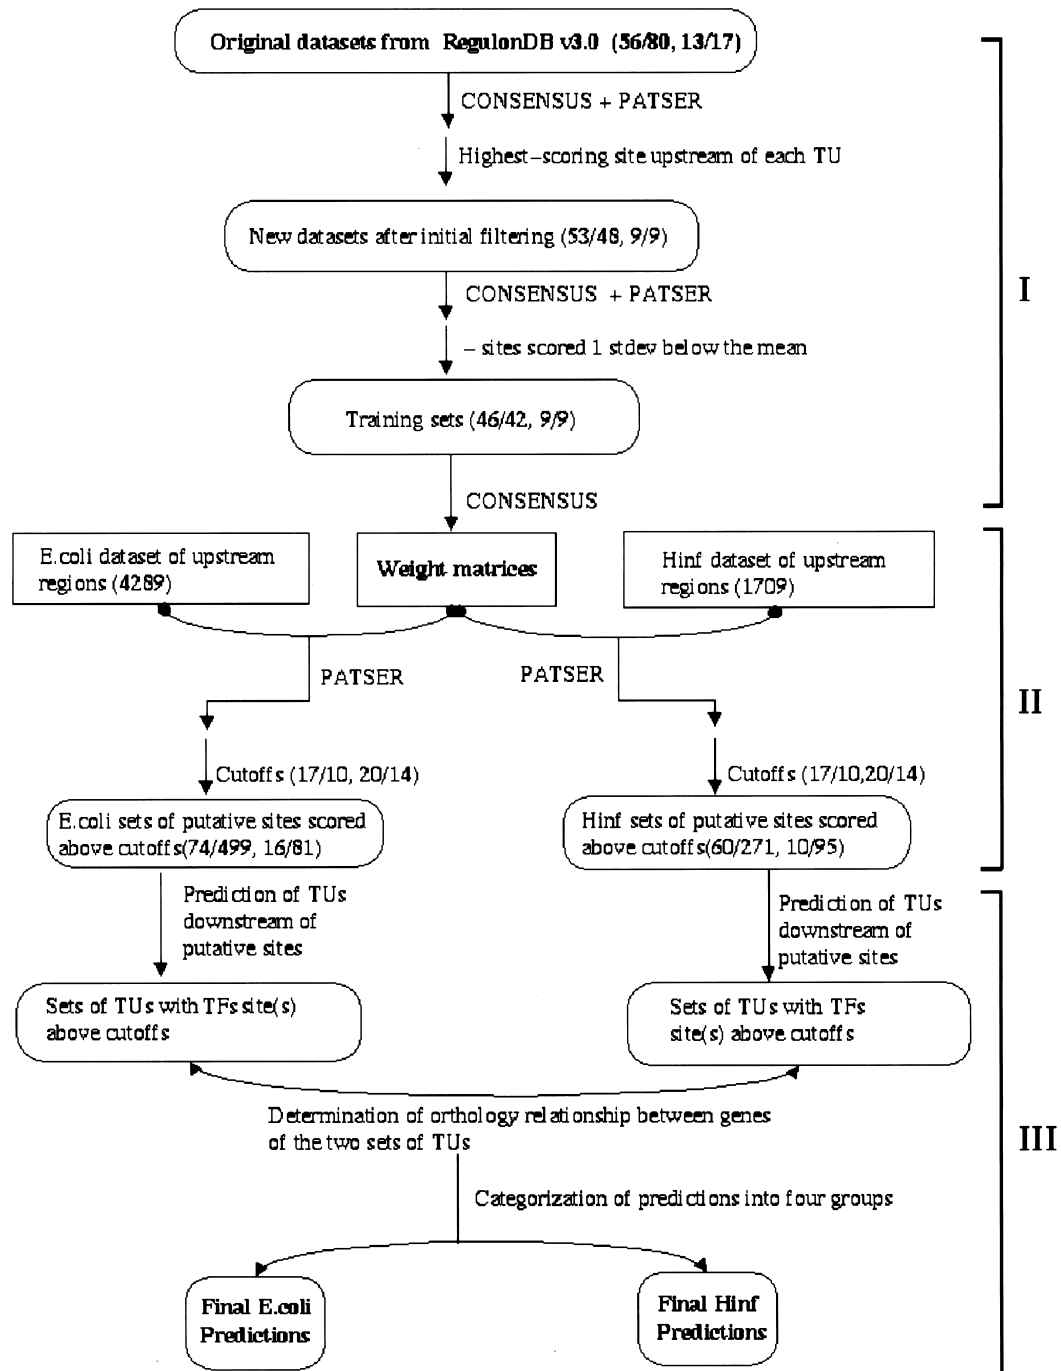 Original datasets from RegulonDB v3.0 (56/80, 13/17)
CONSENSUS + PATSER
Highest-scoring site upstream of each TU
New datasets after initial filtering (53/48, 9/9)
CONSENSUS + PATSER
I
- sites scored 1 stdev below the mean
Training sets (46/42, 9/9)
CONSENSUS
E.coli dataset of upstream
regions (4289)
Weight matrices
Hinf dataset of upstream
regions (1709)
PATSER
PATSER
II
Cutoffs (17/10, 20/14)
Cutoffs (17/10,20/14)
E.coli sets of putative sites scored
above cutoffs(74/499, 16/81)
Hinf sets of putative sites scored
above cutoffs(60/271, 10/95)
Prediction of TUs
downstream of
putative sites
Prediction of TUs
downstream of
putative sites
Sets of TUs with TFs site(s)
above cutoffs
Sets of TUs with TFs
site(s) above cutoffs
Determination of orthology relationship between genes
of the two sets of TUs
III
Categorization of predictions into four groups
Final E.coli
Predictions
Final Hinf
Predictions